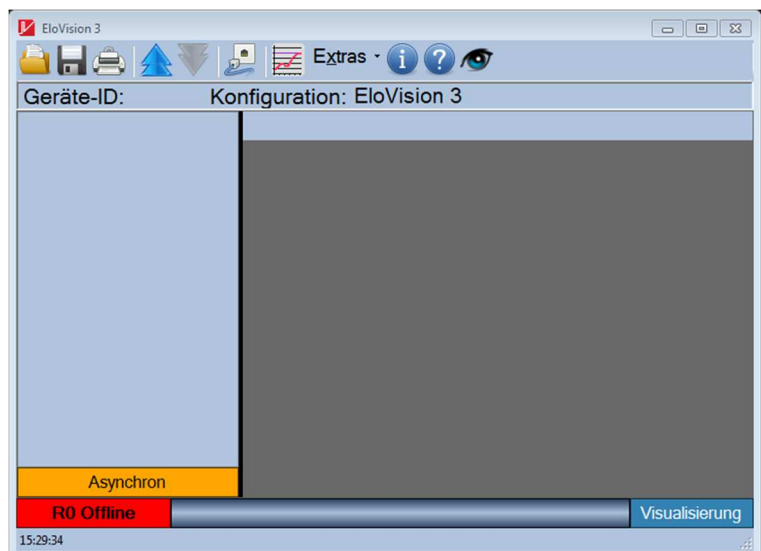 EloVision 3
Extras
Geräte-ID: Konfiguration: EloVision 3
Asynchron
R0 Offline Visualisierung
15:29:34